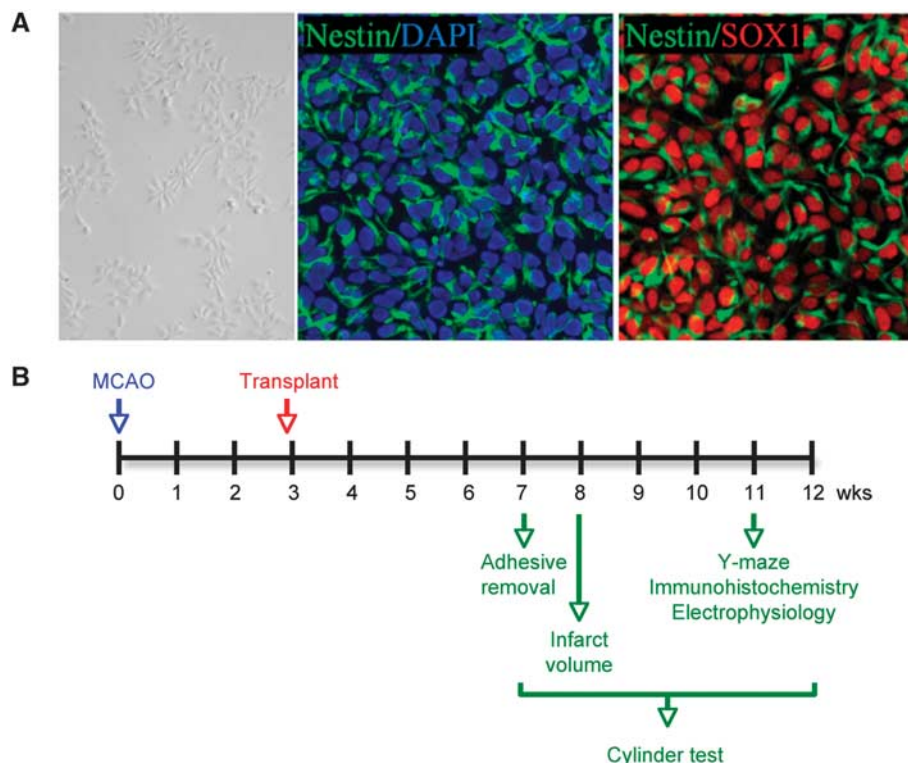 A
Nestin/DAPI
Nestin/SOX1
B
MCAO
Transplant
0 1 2 3 4 5 6 7 8 9 10 11 12 wks
Adhesive
removal
Infarct
volume
Y-maze
Immunohistochemistry
Electrophysiology
Cylinder test